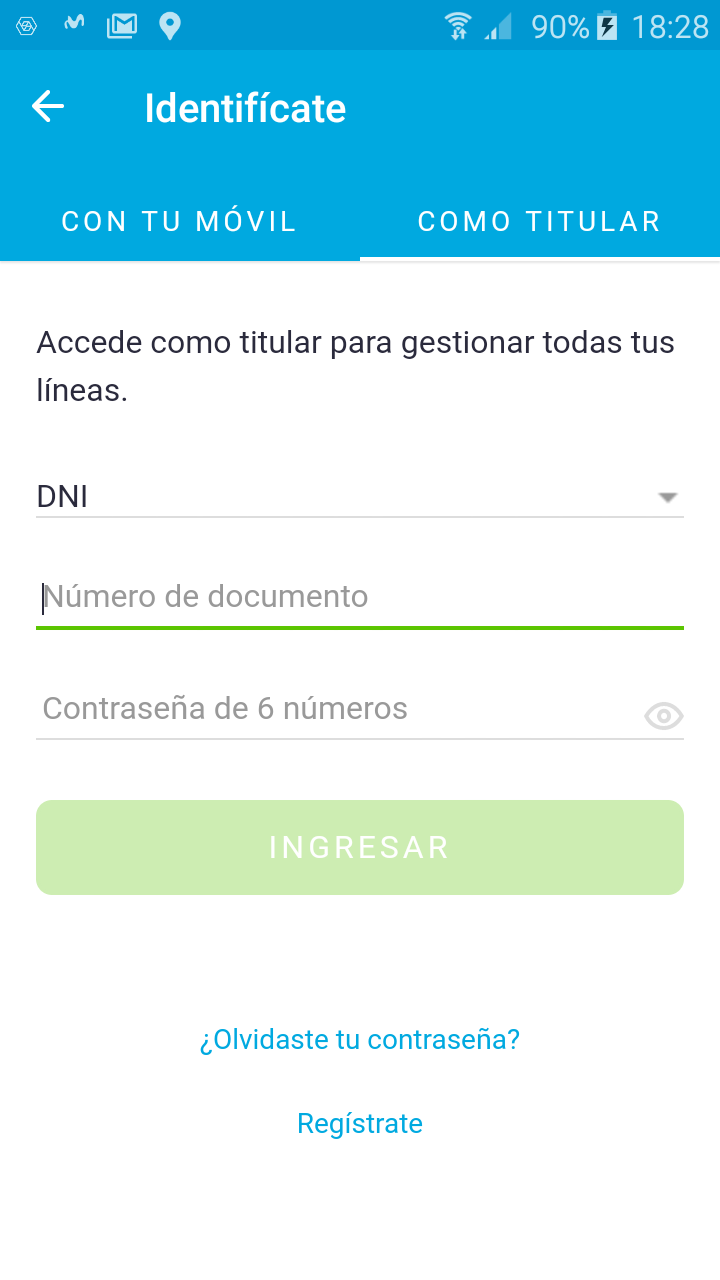 90% 18:28
Identifícate
CON TU MÓVIL
COMO TITULAR
Accede como titular para gestionar todas tus
líneas.
DNI
Número de documento
Contraseña de 6 números
INGRESAR
¿Olvidaste tu contraseña?
Regístrate